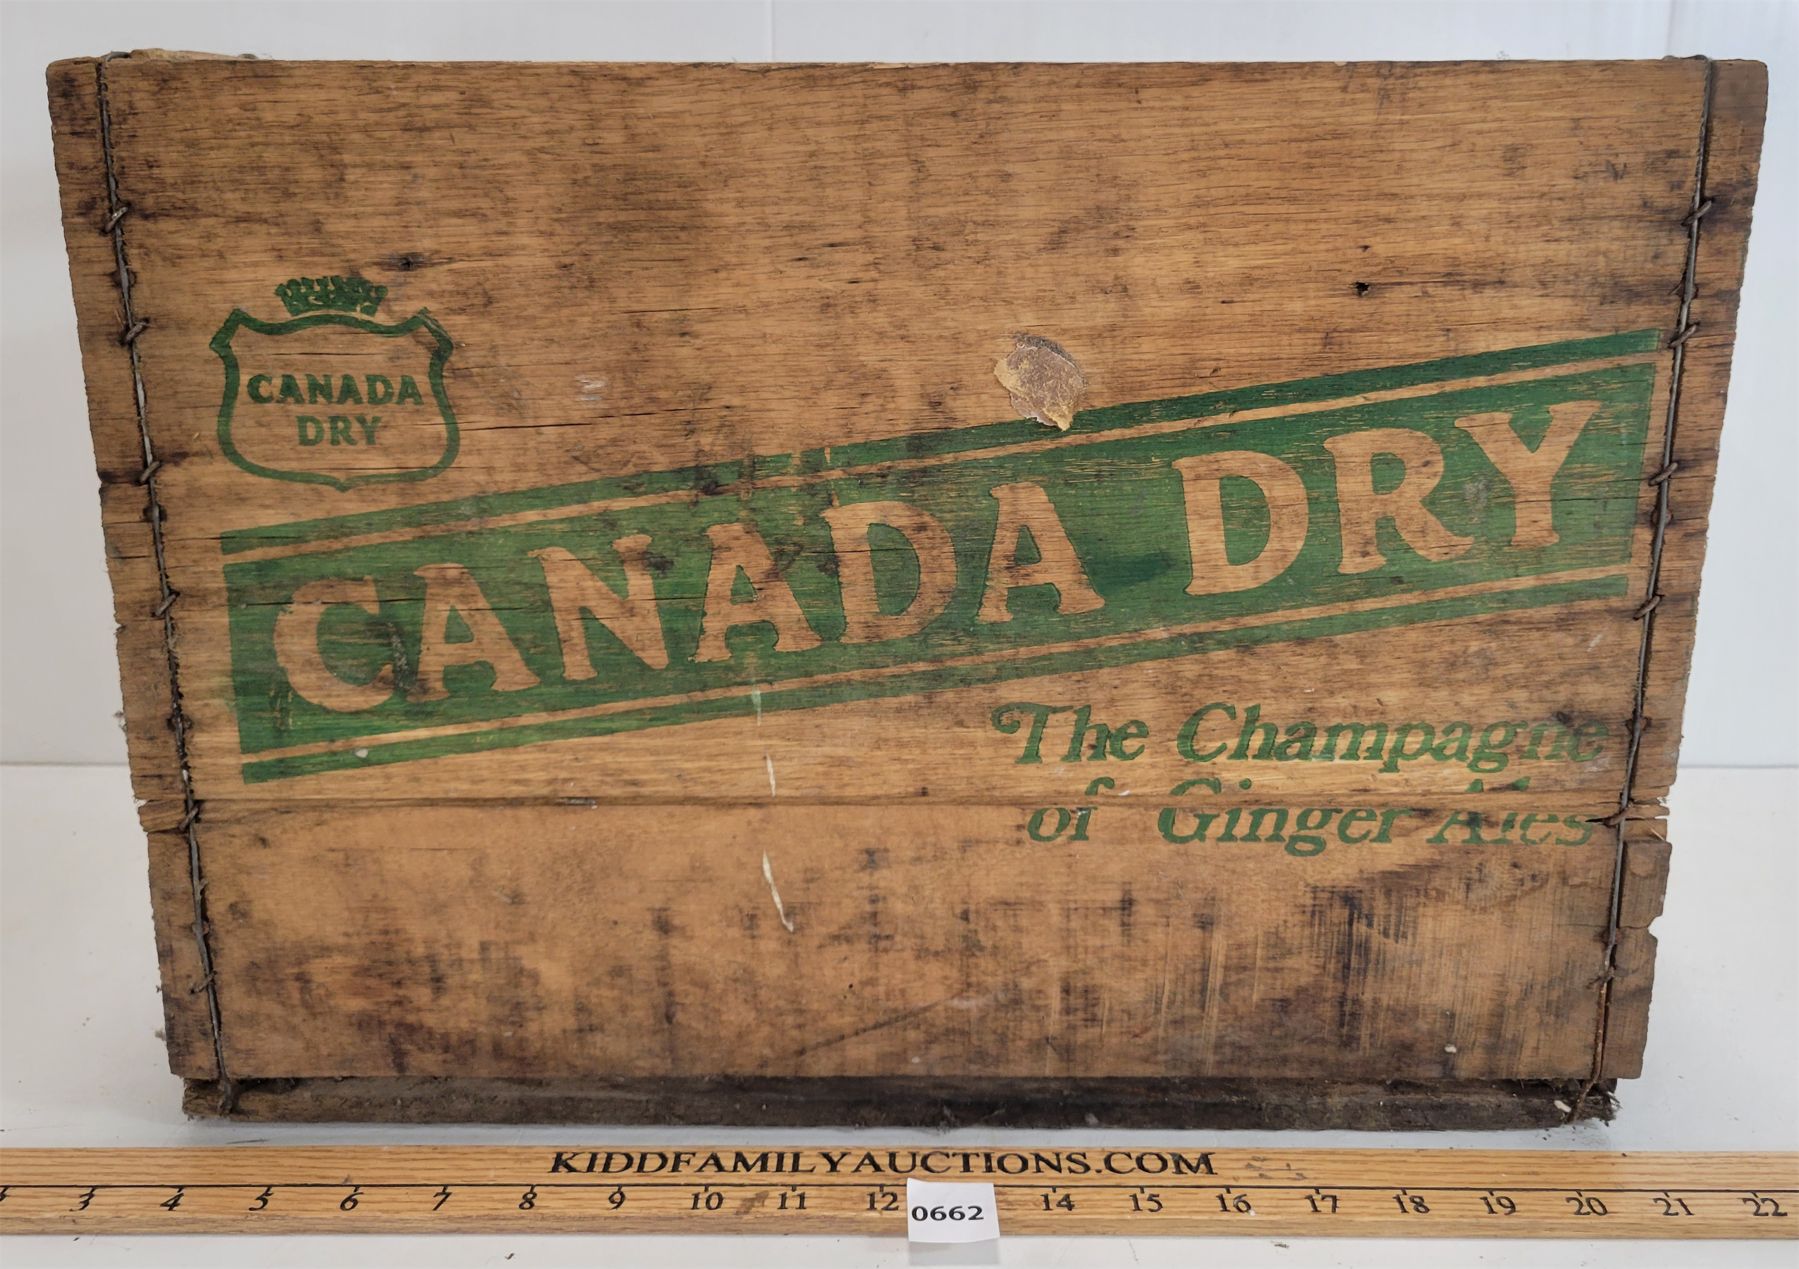 CANADA
DRY
CANADA DRY
The Champagne
of Ginger Ales
KIDDFAMILYAUCTIONS.COM
3 4 5 6 7 8 9 10 11 12 14 15 16 17 18 19 20 21 22
0662